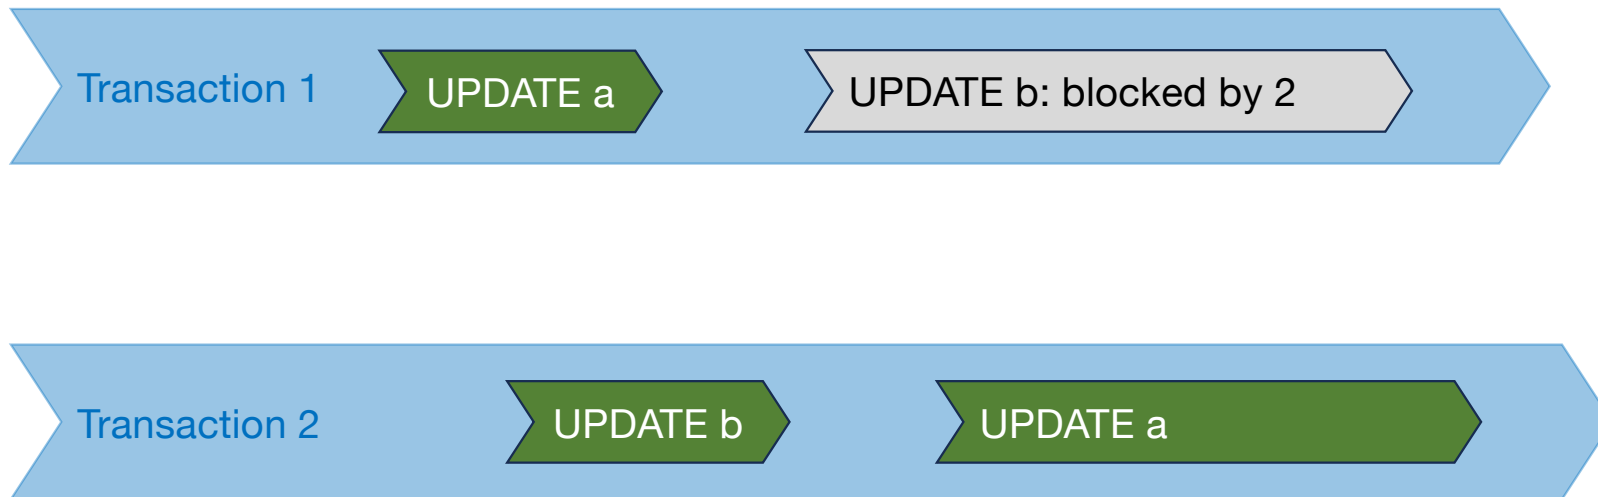 Transaction 1
UPDATE a
UPDATE b: blocked by 2
Transaction 2
UPDATE b
UPDATE a